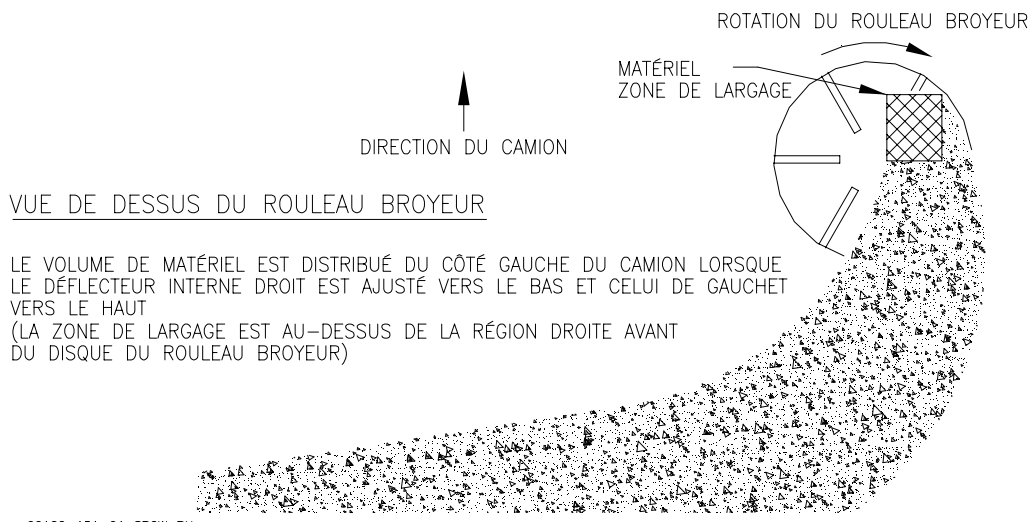 ROTATION DU ROULEAU BROYEUR
MATÉRIEL
ZONE DE LARGAGE
DIRECTION DU CAMION
VUE DE DESSUS DU ROULEAU BROYEUR
LE VOLUME DE MATÉRIEL EST DISTRIBUÉ DU CÔTÉ GAUCHE DU CAMION LORSQUE
LE DÉFLECTEUR INTERNE DROIT EST AJUSTÉ VERS LE BAS ET CELUI DE GAUCHET
VERS LE HAUT
(LA ZONE DE LARGAGE EST AU-DESSUS DE LA RÉGION DROITE AVANT
DU DISQUE DU ROULEAU BROYEUR)